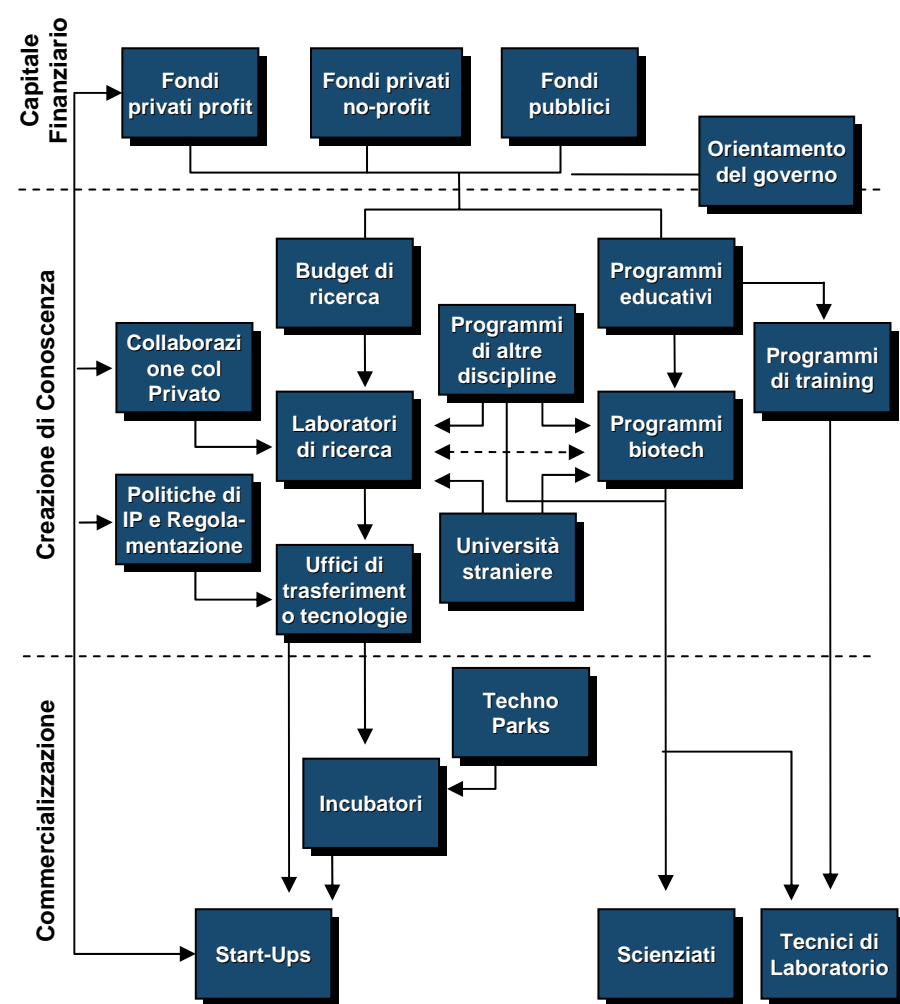 Capitale
Finanziario
Fondi
privati profit
Fondi privati
no-profit
Fondi
pubblici
Orientamento
del governo
Creazione di Conoscenza
Budget di
ricerca
Programmi
educativi
Collaborazi
one col
Privato
Programmi
di altre
discipline
Programmi
di training
Laboratori
di ricerca
Programmi
biotech
Politiche di
IP e Regola-
mentazione
Università
straniere
Uffici di
trasferiment
o tecnologie
Commercializzazione
Techno
Parks
Incubatori
Start-Ups
Scienziati
Tecnici di
Laboratorio